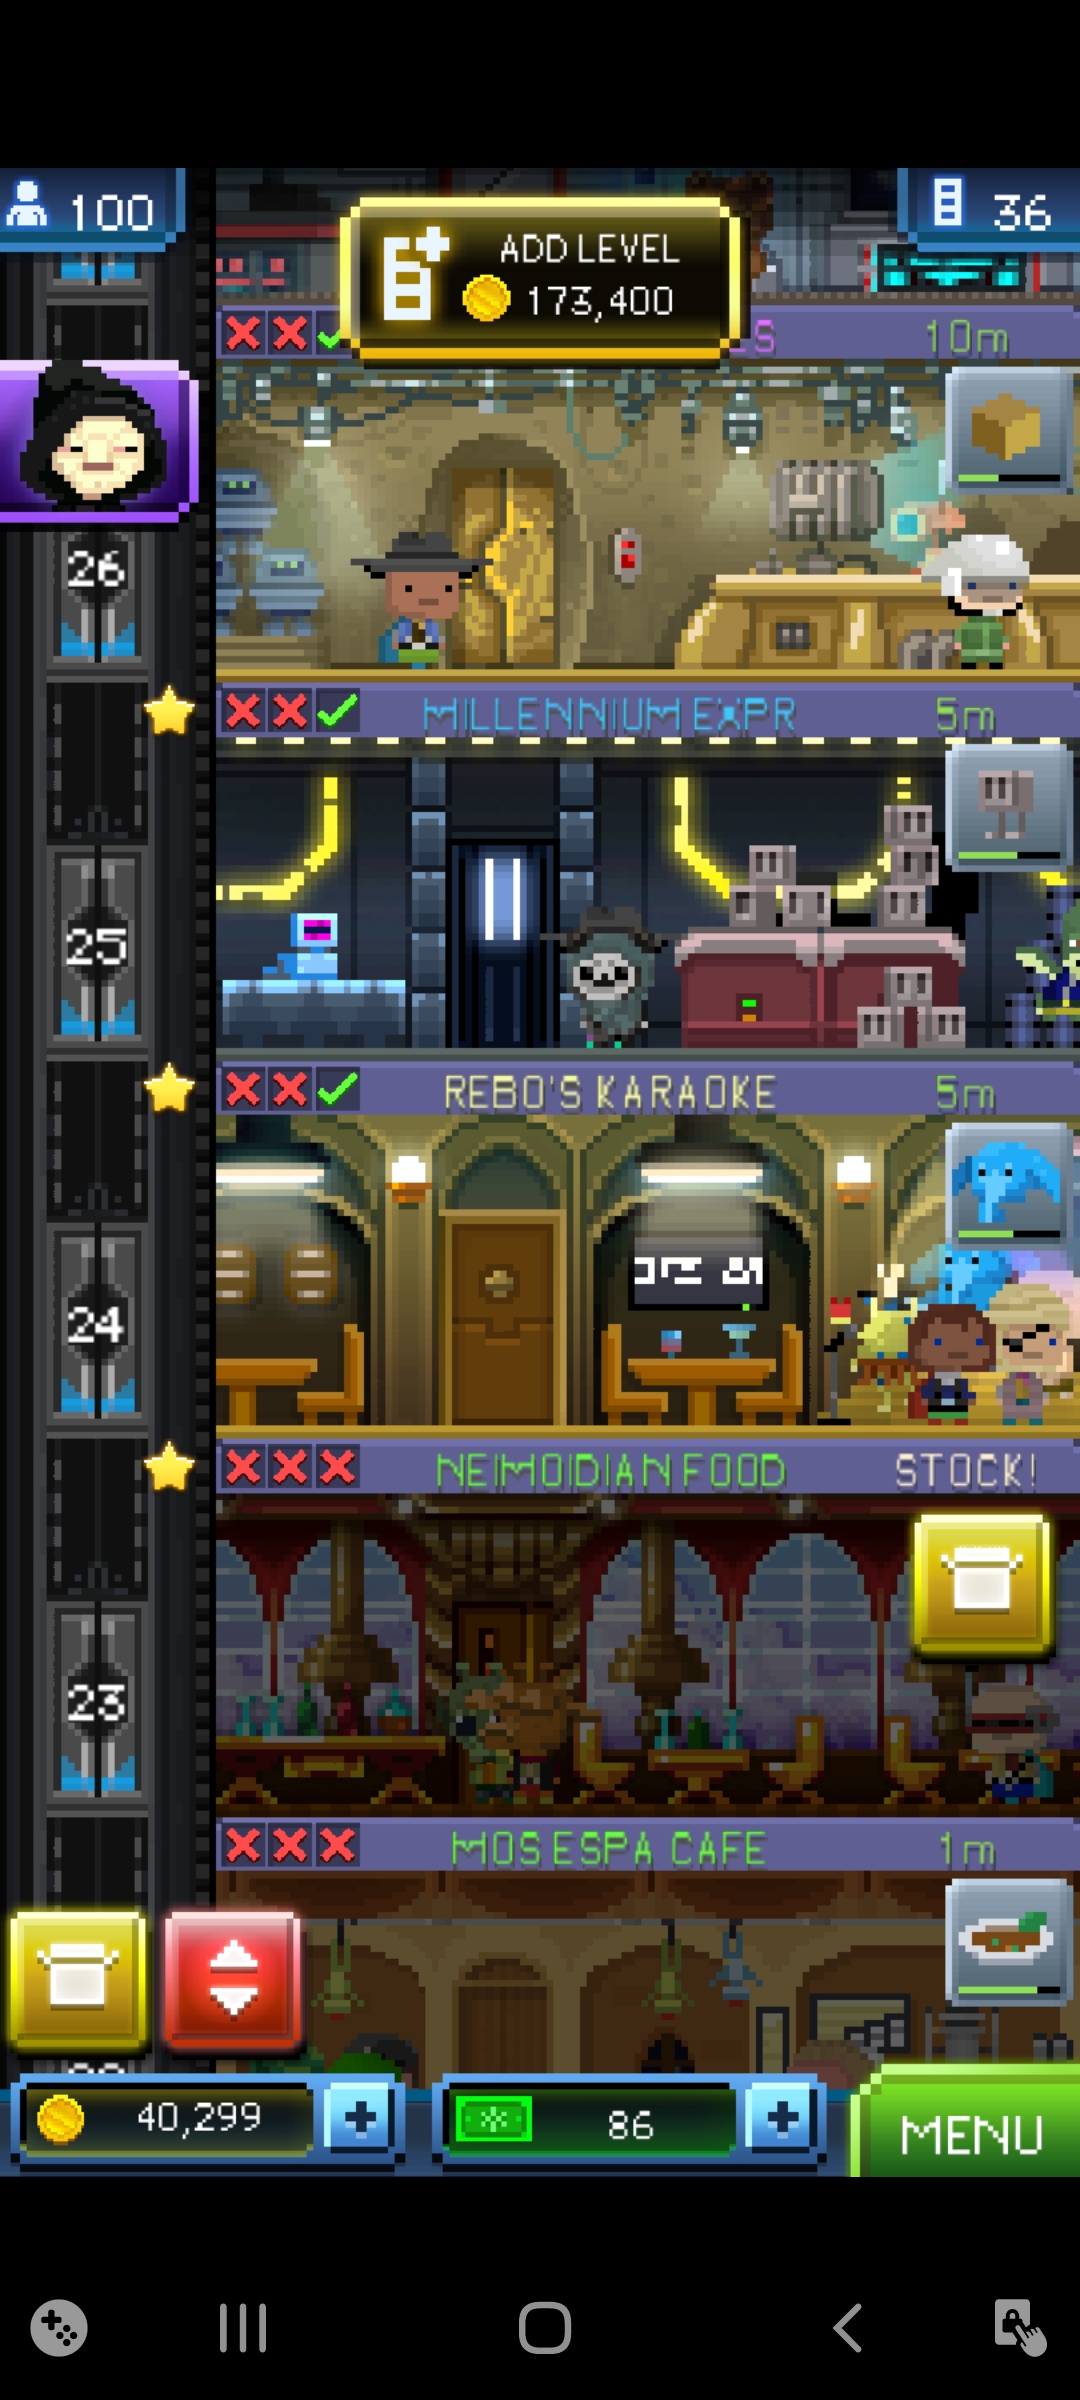 100
ADD LEVEL
173,400
36
10m
26
MILLENNIUM EXPR
5m
25
REBO'S KARAOKE
5m
24
NEIMOIDIAN FOOD
STOCK!
23
MOS ESPA CAFE
1m
40,299
86
MENU